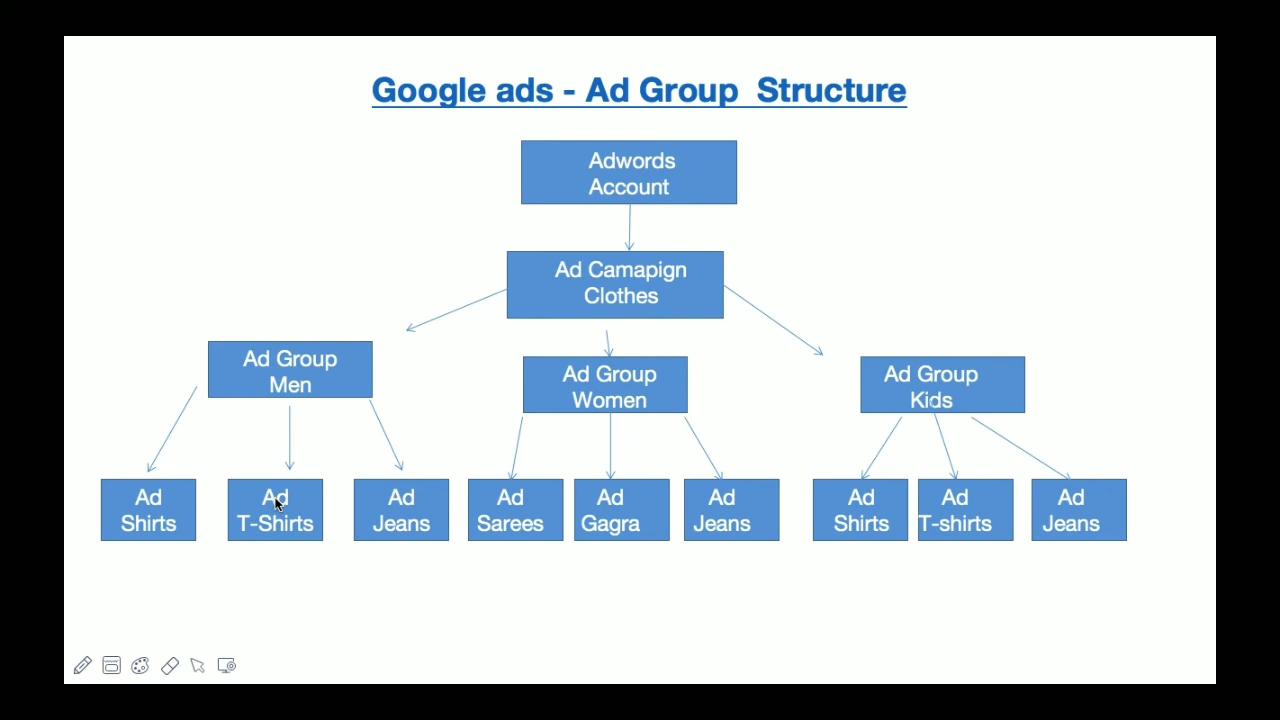 Google ads - Ad Group Structure
Adwords
Account
Ad Camapign
Clothes
Ad Group
Men
Ad Group
Women
Ad Group
Kids
Ad
Shirts
Ad
T-Shirts
Ad
Jeans
Ad
Sarees
Ad
Gagra
Ad
Jeans
Ad
Shirts
Ad
T-shirts
Ad
Jeans